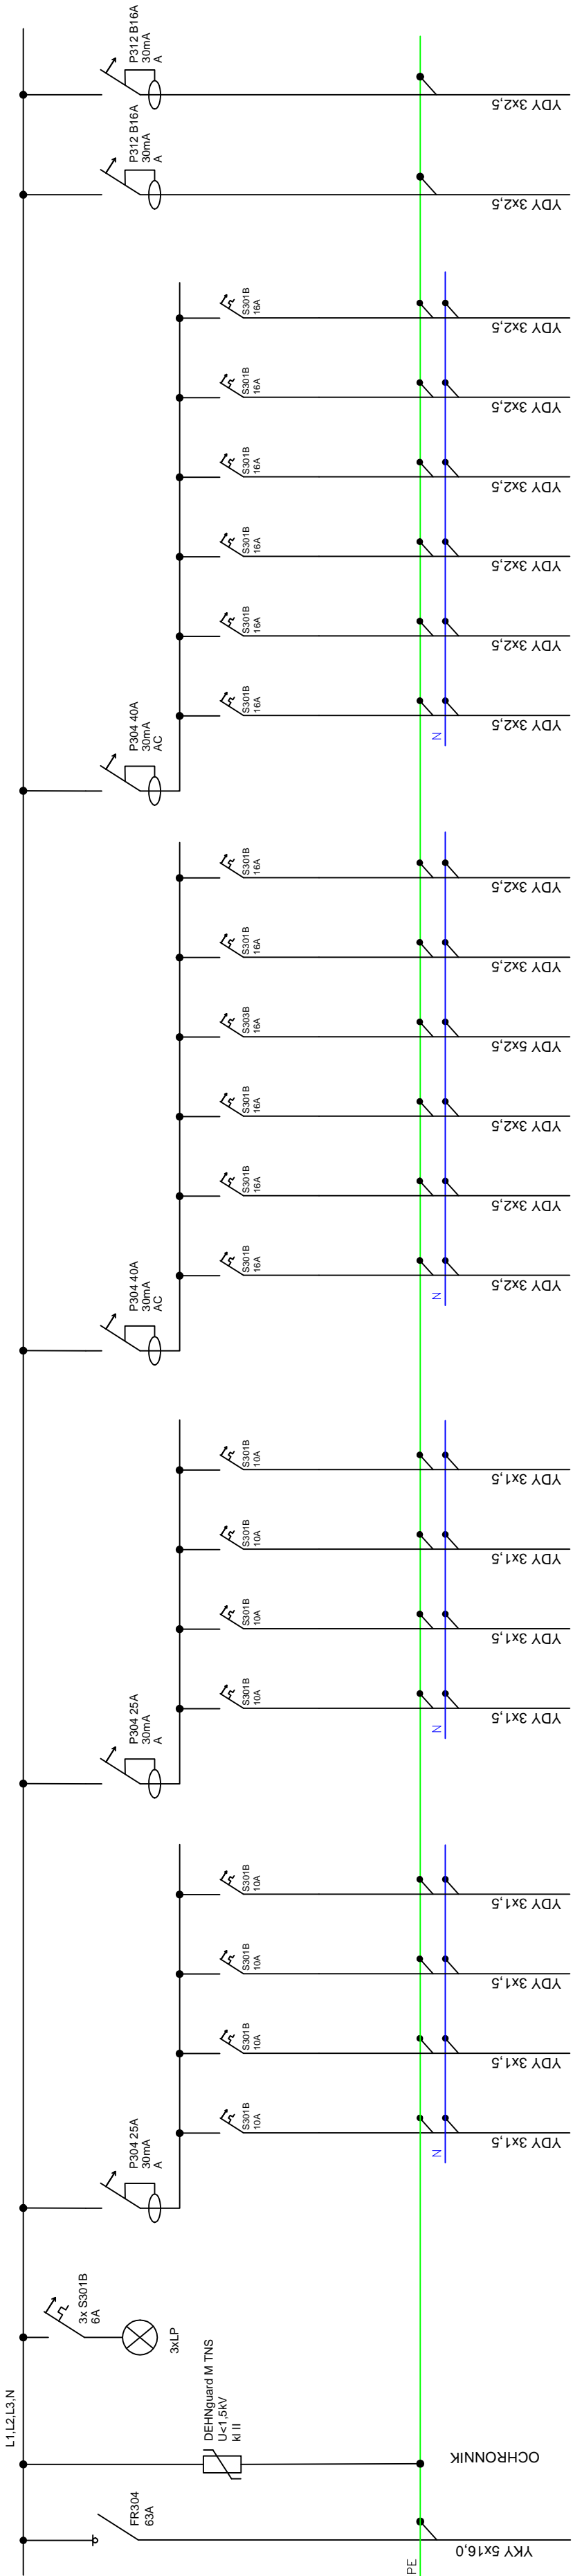 L1,L2,L3,N
FR304
63A
PE
YKY 5x16,0
DEHNguard M TNS
U<1,5kV
kl II
OCHRONNIK
3x S301B
6A
3xLP
P304 25A
30mA
A
N
S301B
10A
YDY 3x1,5
S301B
10A
YDY 3x1,5
S301B
10A
YDY 3x1,5
S301B
10A
YDY 3x1,5
P304 25A
30mA
A
N
S301B
10A
YDY 3x1,5
S301B
10A
YDY 3x1,5
S301B
10A
YDY 3x1,5
S301B
10A
YDY 3x1,5
P304 40A
30mA
AC
N
S301B
16A
YDY 3x2,5
S301B
16A
YDY 3x2,5
S301B
16A
YDY 3x2,5
S303B
16A
YDY 5x2,5
S301B
16A
YDY 3x2,5
S301B
16A
YDY 3x2,5
P304 40A
30mA
AC
N
S301B
16A
YDY 3x2,5
S301B
16A
YDY 3x2,5
S301B
16A
YDY 3x2,5
S301B
16A
YDY 3x2,5
S301B
16A
YDY 3x2,5
S301B
16A
YDY 3x2,5
P312 B16A
30mA
A
YDY 3x2,5
P312 B16A
30mA
A
YDY 3x2,5